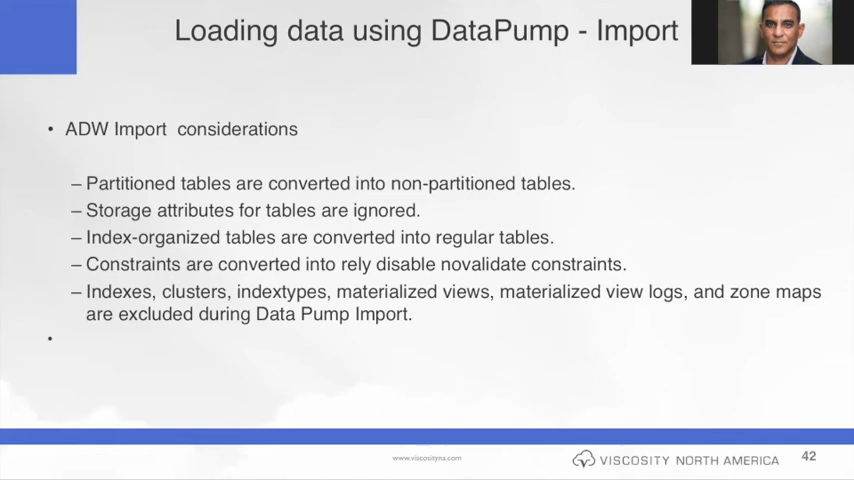 Loading data using DataPump - Import
• ADW Import considerations
– Partitioned tables are converted into non-partitioned tables.
– Storage attributes for tables are ignored.
– Index-organized tables are converted into regular tables.
– Constraints are converted into rely disable novalidate constraints.
– Indexes, clusters, indextypes, materialized views, materialized view logs, and zone maps
are excluded during Data Pump Import.
•
www.viscosityna.com
VISCOSITY NORTH AMERICA
42